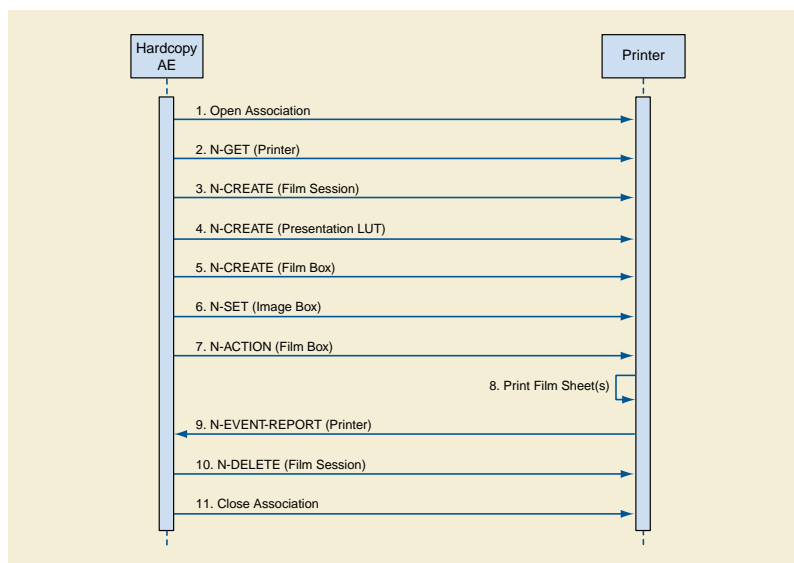 Hardcopy
AE
Printer
1. Open Association
2. N-GET (Printer)
3. N-CREATE (Film Session)
4. N-CREATE (Presentation LUT)
5. N-CREATE (Film Box)
6. N-SET (Image Box)
7. N-ACTION (Film Box)
8. Print Film Sheet(s)
9. N-EVENT-REPORT (Printer)
10. N-DELETE (Film Session)
11. Close Association